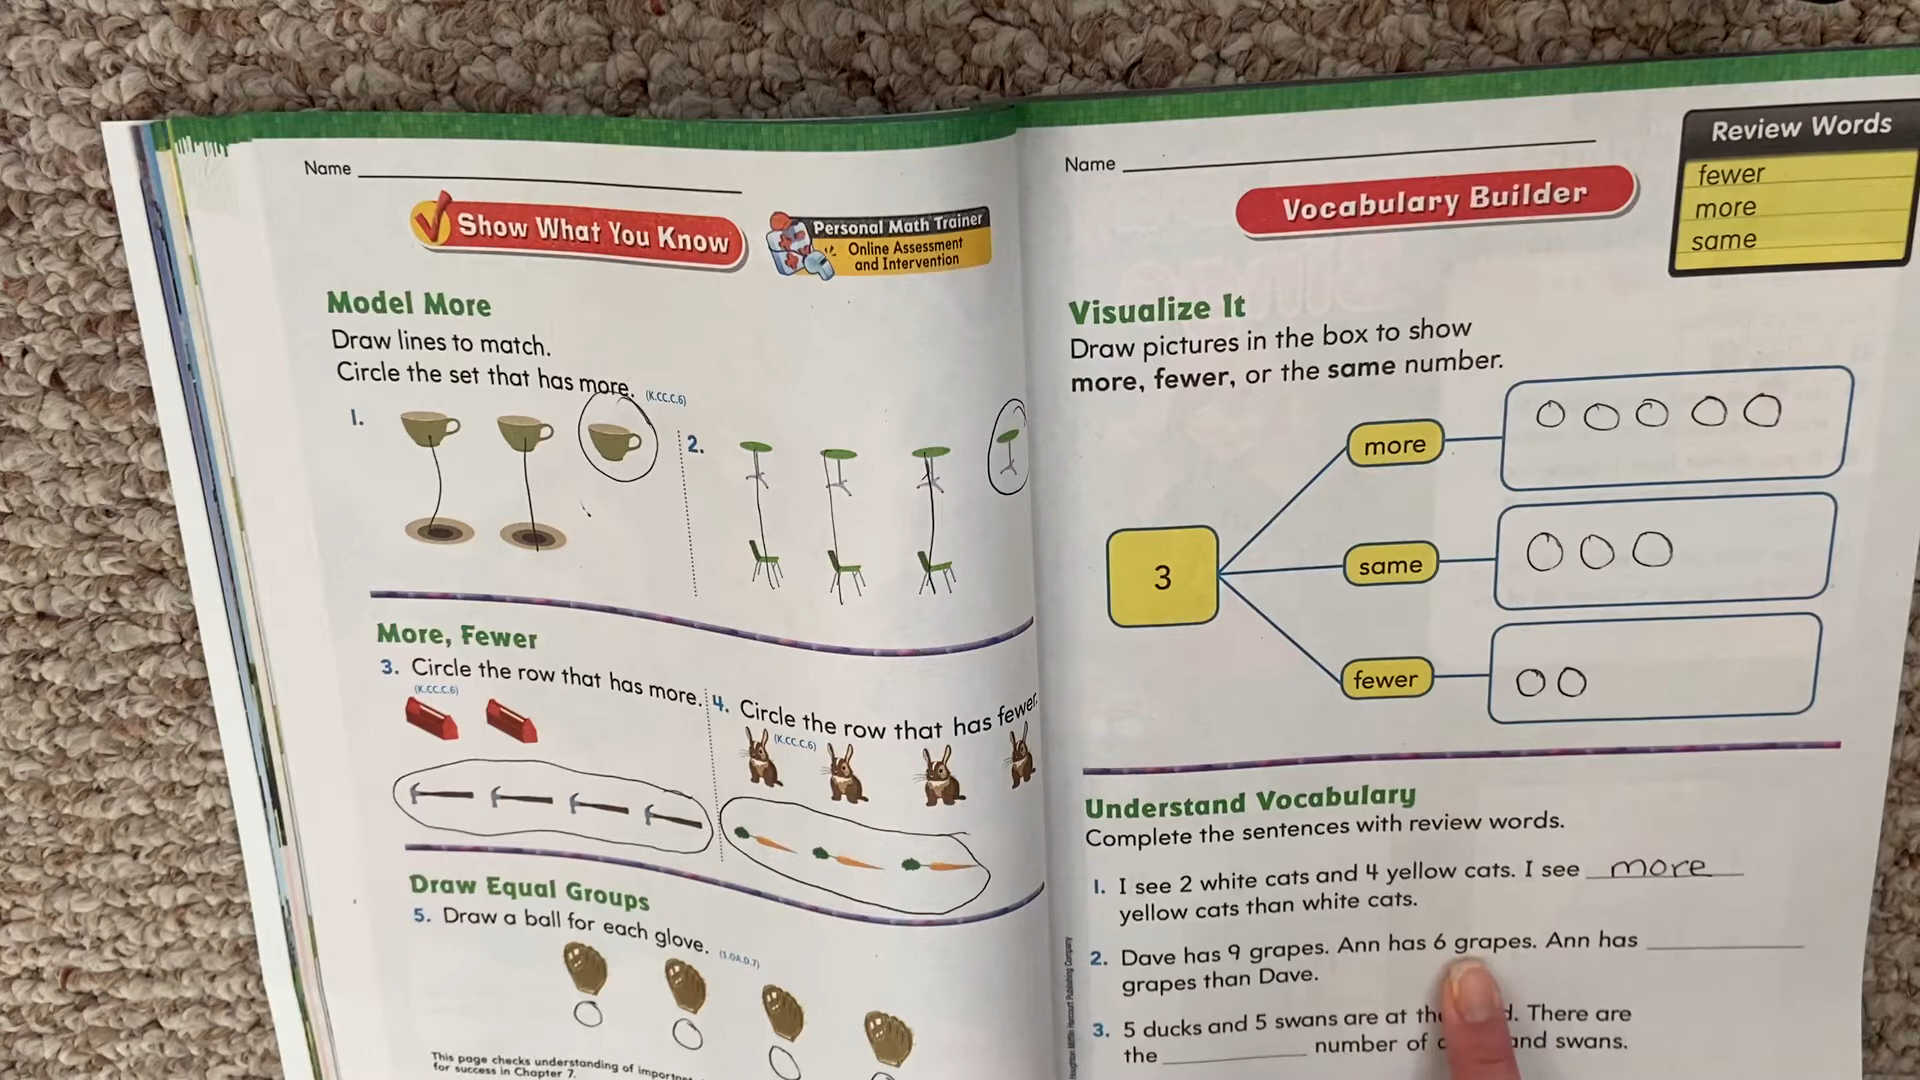 Name
Show What You Know
Personal Math Trainer
Online Assessment
and Intervention
Model More
Draw lines to match.
Circle the set that has more. (K.CC.C.6)
1.
2.
More, Fewer
3. Circle the row that has more.
(K.CC.C.6)
4. Circle the row that has fewer.
(K.CC.C.6)
Draw Equal Groups
5. Draw a ball for each glove. (1.OA.D.7)
This page checks understanding of
for success in Chapter 7.
Name
Vocabulary Builder
Review Words
fewer
more
same
Visualize It
Draw pictures in the box to show
more, fewer, or the same number.
3
more
same
fewer
Understand Vocabulary
Complete the sentences with review words.
1. I see 2 white cats and 4 yellow cats. I see more
yellow cats than white cats.
2. Dave has 9 grapes. Ann has 6 grapes. Ann has
grapes than Dave.
3. 5 ducks and 5 swans are at There are
the number of and swans.
Houghton Mifflin Harcourt Publishing Company